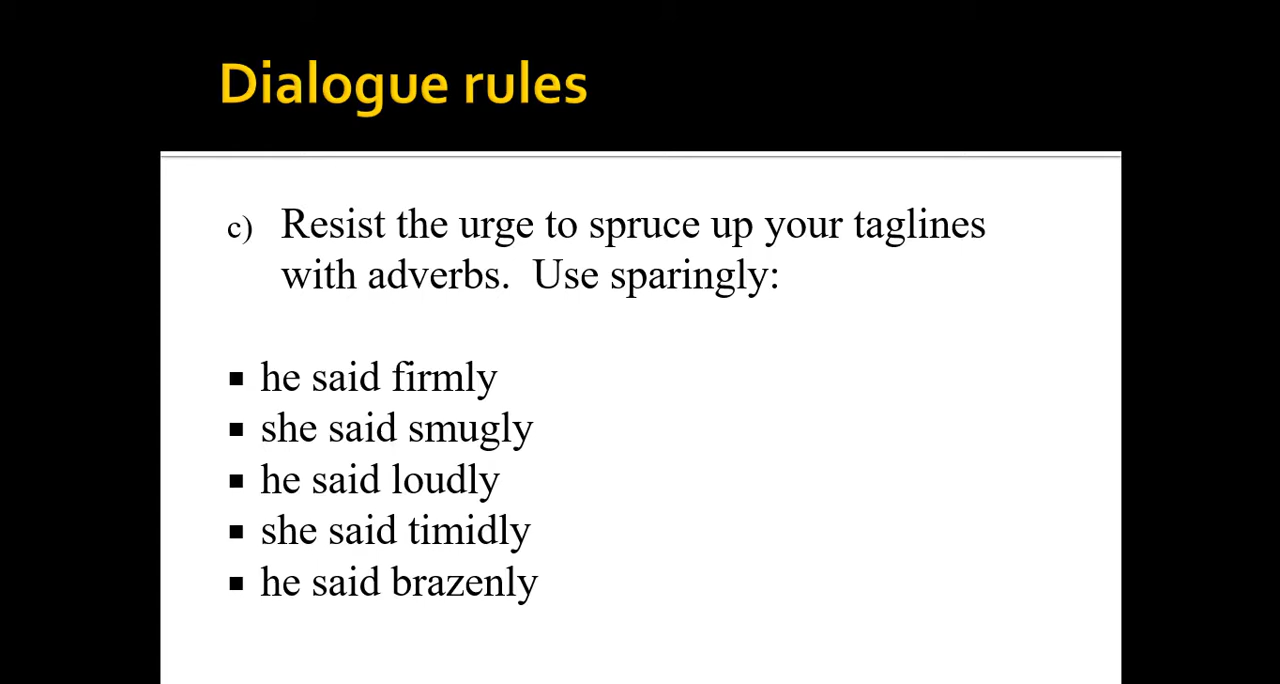 Dialogue rules
c) Resist the urge to spruce up your taglines
with adverbs.  Use sparingly:
▪ he said firmly
▪ she said smugly
▪ he said loudly
▪ she said timidly
▪ he said brazenly